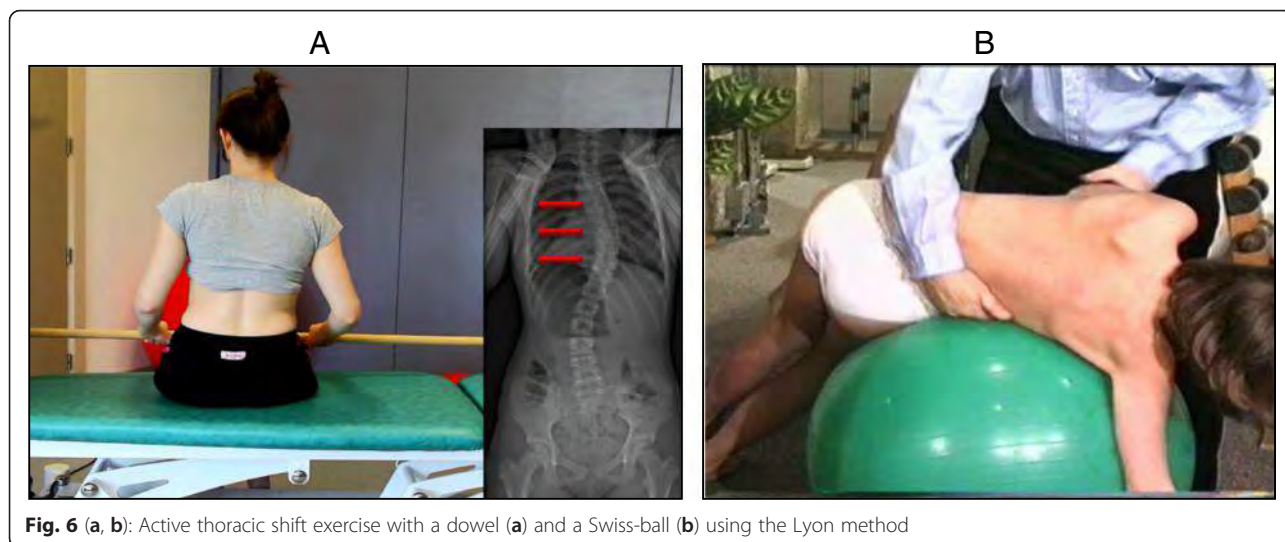 A
B
Fig. 6 (a, b): Active thoracic shift exercise with a dowel (a) and a Swiss-ball (b) using the Lyon method